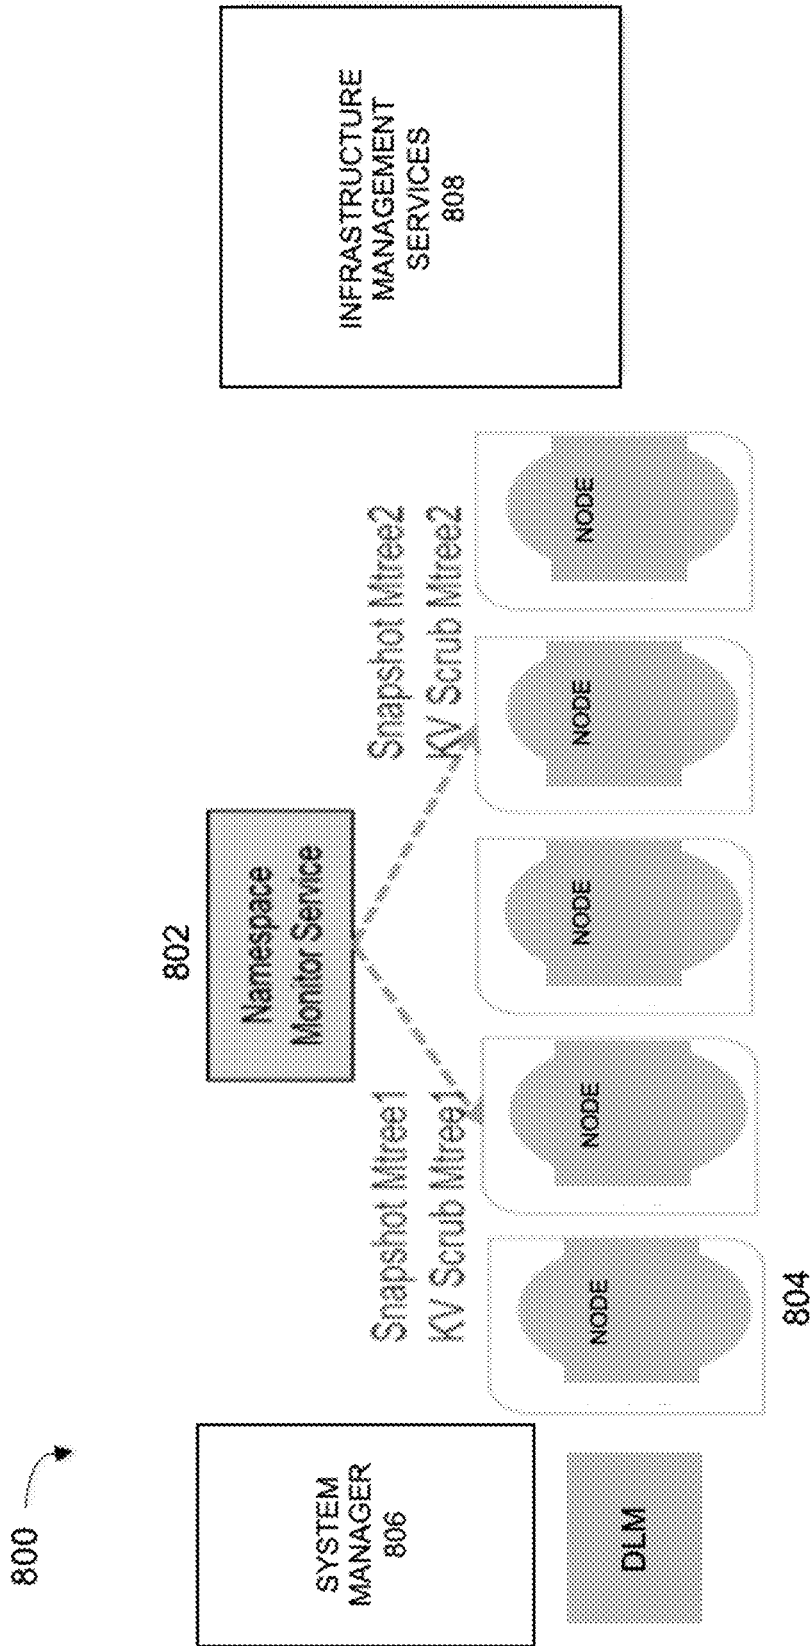 800
SYSTEM
MANAGER
806
DLM
802
Namespace
Monitor Service
Snapshot Mtree1
KV Scrub Mtree1
Snapshot Mtree2
KV Scrub Mtree2
NODE
NODE
NODE
NODE
NODE
804
INFRASTRUCTURE
MANAGEMENT
SERVICES
808